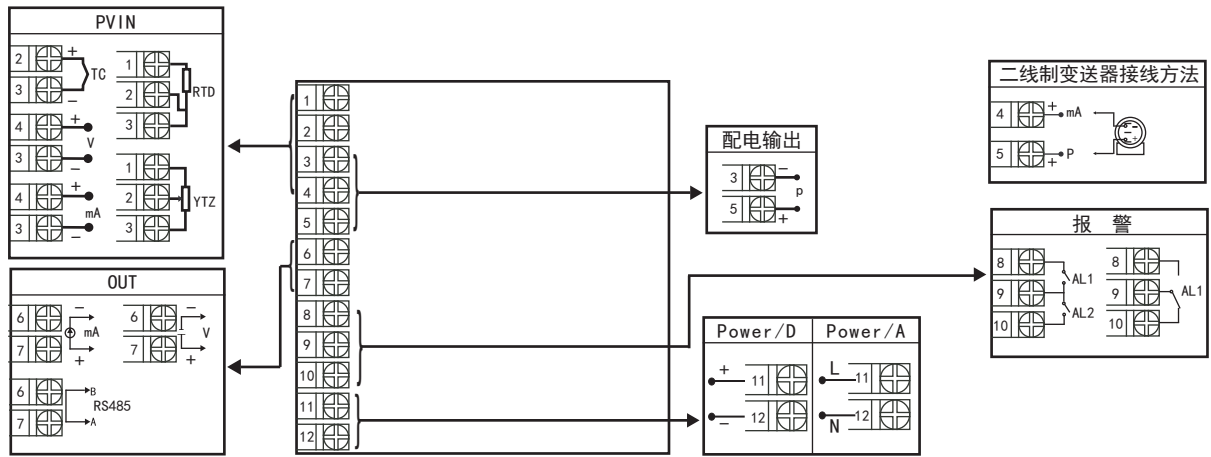 PVIN
2 + TC
3 −
1 RTD
2
3
4 + V
3 −
1 YTZ
2
3
4 + mA
3 −
OUT
6 − mA
7 +
6 − V
7 +
6 B RS485
7 A
1
2
3
4
5
6
7
8
9
10
11
12
配电输出
3 − p
5 +
Power/D
+ 11
− 12
Power/A
L 11
N 12
二线制变送器接线方法
4 + mA −
5 + P − +
报 警
8 AL1
9 AL2
10
8
9 AL1
10